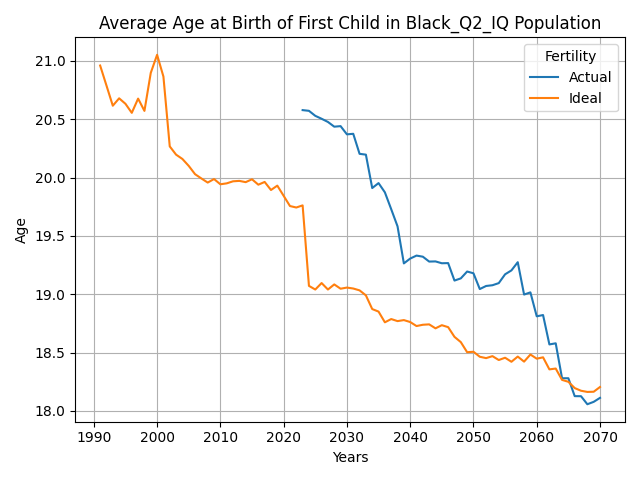 Average Age at Birth of First Child in Black_Q2_IQ Population
Fertility
Actual
Ideal
Age
21.0
20.5
20.0
19.5
19.0
18.5
18.0
1990 2000 2010 2020 2030 2040 2050 2060 2070
Years